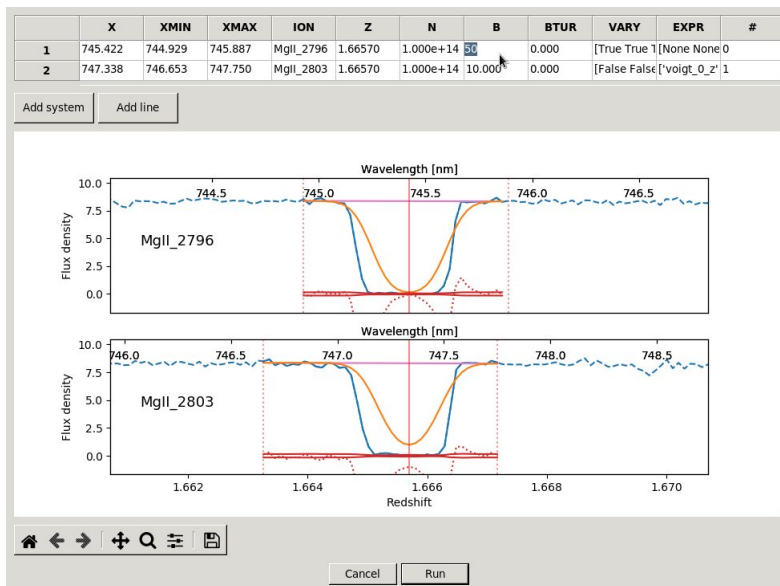 X XMIN XMAX ION Z N B BTUR VARY EXPR #
1 745.422 744.929 745.887 MgII_2796 1.66570 1.000e+14 50 0.000 [True True T [None None 0
2 747.338 746.653 747.750 MgII_2803 1.66570 1.000e+14 10.000 0.000 [False False ['voigt_0_z' 1
Add system Add line
Wavelength [nm]
744.5 745.0 745.5 746.0 746.5
10.0
7.5
5.0
2.5
0.0
Flux density
MgII_2796
Wavelength [nm]
746.0 746.5 747.0 747.5 748.0 748.5
10.0
7.5
5.0
2.5
0.0
Flux density
MgII_2803
1.662 1.664 1.666 1.668 1.670
Redshift
Cancel Run